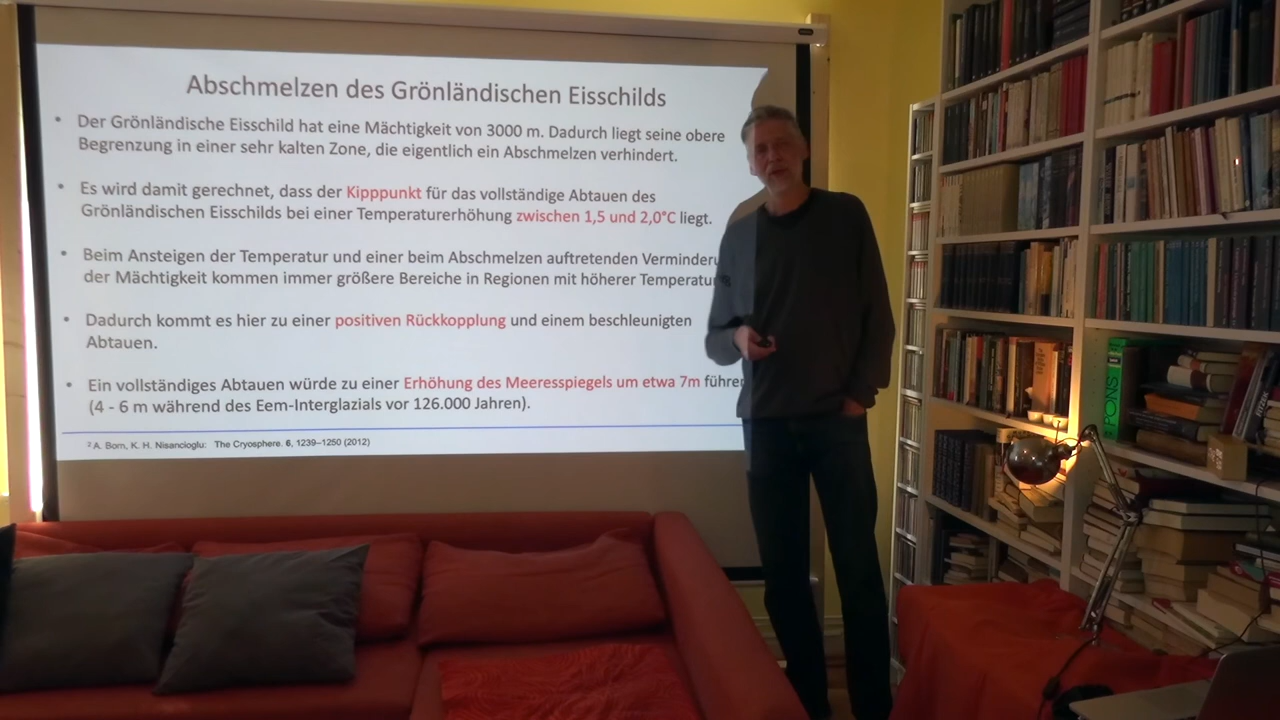 Abschmelzen des Grönländischen Eisschilds
• Der Grönländische Eisschild hat eine Mächtigkeit von 3000 m. Dadurch liegt seine obere
Begrenzung in einer sehr kalten Zone, die eigentlich ein Abschmelzen verhindert.
• Es wird damit gerechnet, dass der Kipppunkt für das vollständige Abtauen des
Grönländischen Eisschilds bei einer Temperaturerhöhung zwischen 1,5 und 2,0°C liegt.
• Beim Ansteigen der Temperatur und einer beim Abschmelzen auftretenden Verminderu
der Mächtigkeit kommen immer größere Bereiche in Regionen mit höherer Temperatur
• Dadurch kommt es hier zu einer positiven Rückkopplung und einem beschleunigten
Abtauen.
• Ein vollständiges Abtauen würde zu einer Erhöhung des Meeresspiegels um etwa 7m führen
(4 - 6 m während des Eem-Interglazials vor 126.000 Jahren).
² A. Born, K. H. Nisancioglu: The Cryosphere. 6, 1239–1250 (2012)
PONS